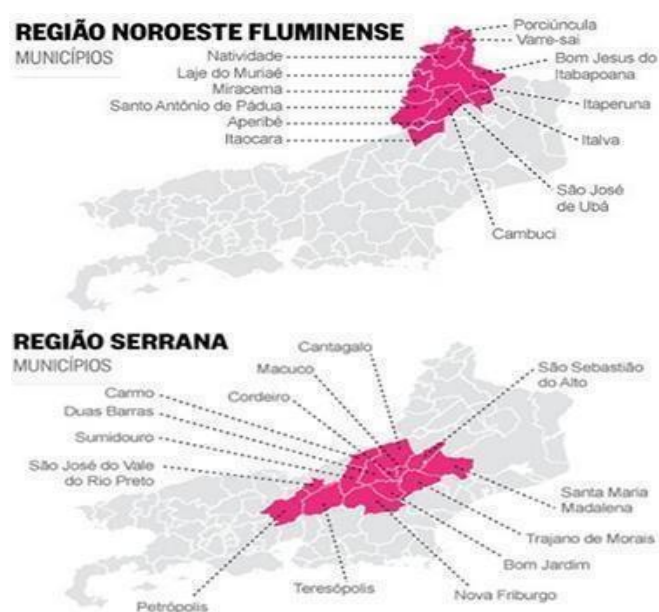 REGIÃO NOROESTE FLUMINENSE
MUNICÍPIOS
Porciúncula
Varre-sai
Natividade
Bom Jesus do
Itabapoana
Laje do Muriaé
Miracema
Itaperuna
Santo Antônio de Pádua
Aperibé
Itaocara
Italva
São José
de Ubá
Cambuci
REGIÃO SERRANA
MUNICÍPIOS
Cantagalo
Macuco
São Sebastião
do Alto
Carmo
Cordeiro
Duas Barras
Sumidouro
São José do Vale
do Rio Preto
Santa Maria
Madalena
Trajano de Morais
Bom Jardim
Teresópolis
Nova Friburgo
Petrópolis